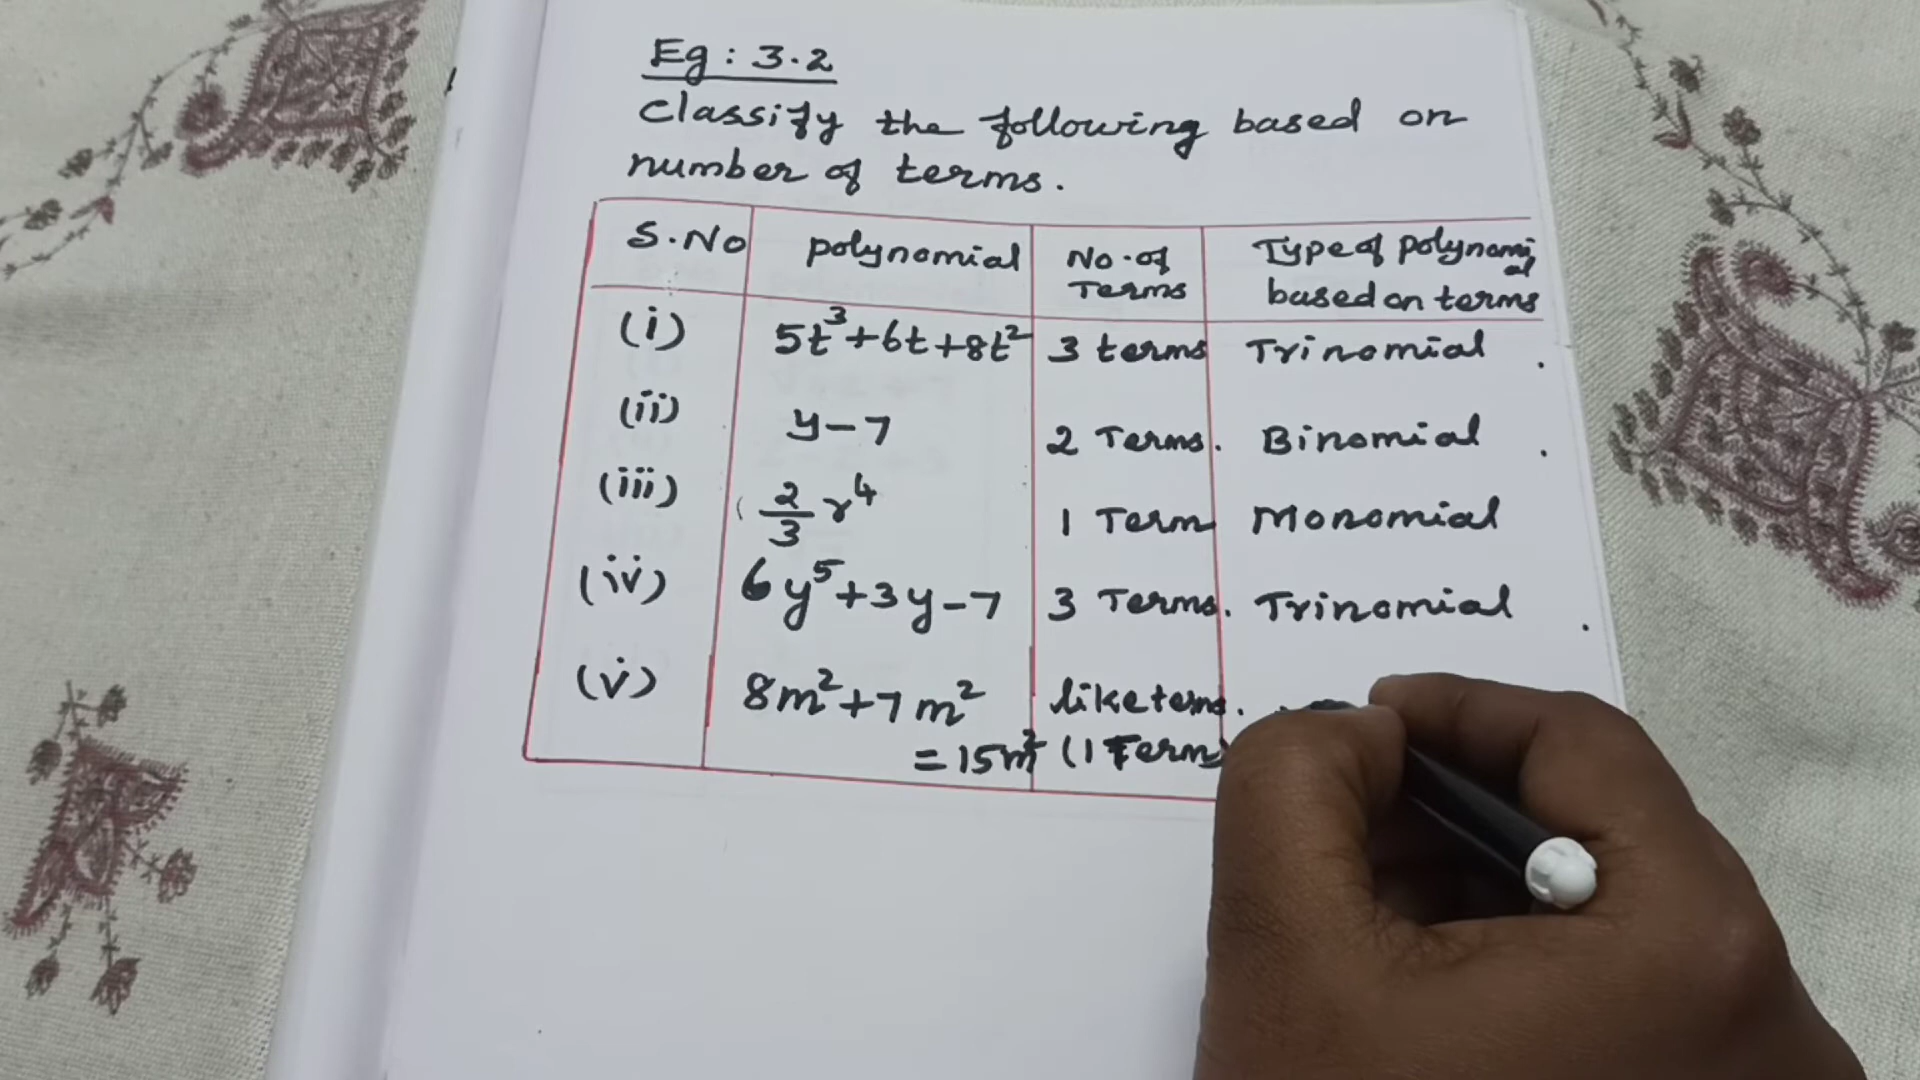 Eg : 3.2
Classify the following based on
number of terms.
S.No polynomial No.of Terms Type of polynomial based on terms
(i) 5t³+6t+8t² 3 terms Trinomial .
(ii) y-7 2 Terms. Binomial .
(iii) 2/3 r⁴ 1 Term Monomial
(iv) 6y⁵+3y-7 3 Terms. Trinomial .
(v) 8m²+7m² like terms.
=15m² (1 Term)